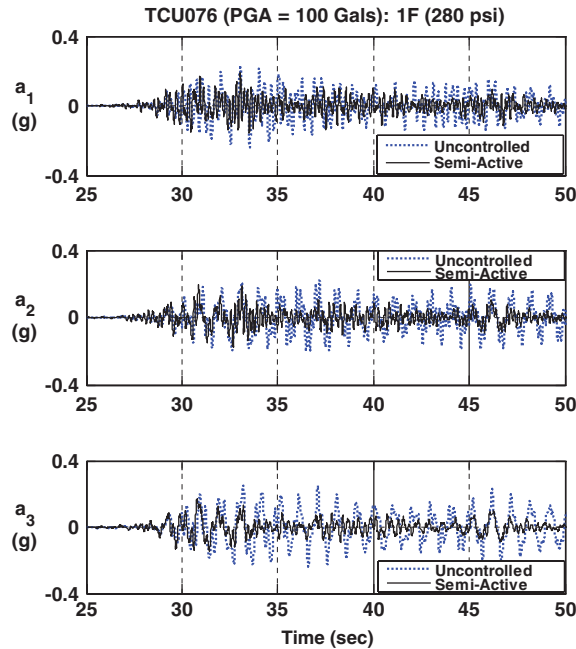 TCU076 (PGA = 100 Gals): 1F (280 psi)
0.4
a1
(g)
0
Uncontrolled
Semi-Active
-0.4
25 30 35 40 45 50
0.4
Uncontrolled
Semi-Active
a2
(g)
0
-0.4
25 30 35 40 45 50
0.4
a3
(g)
0
Uncontrolled
Semi-Active
-0.4
25 30 35 40 45 50
Time (sec)